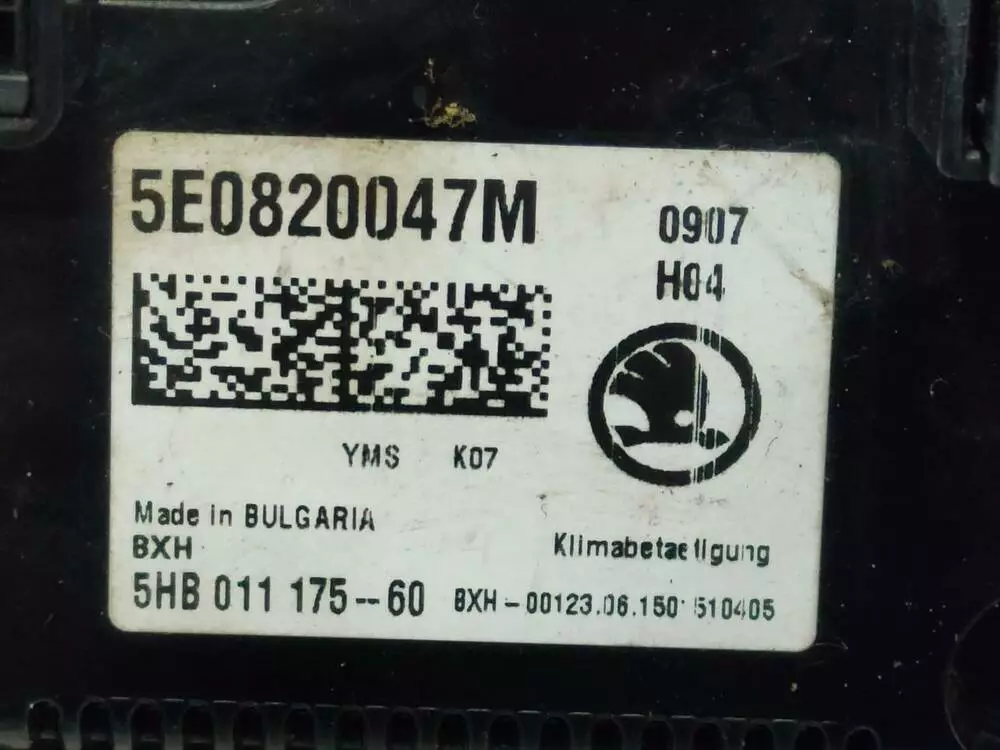 5E0820047M
0907
H04
YMS K07
Made in BULGARIA
BXH
Klimabetaetigung
5HB 011 175--60 BXH-00123.06.150 510405